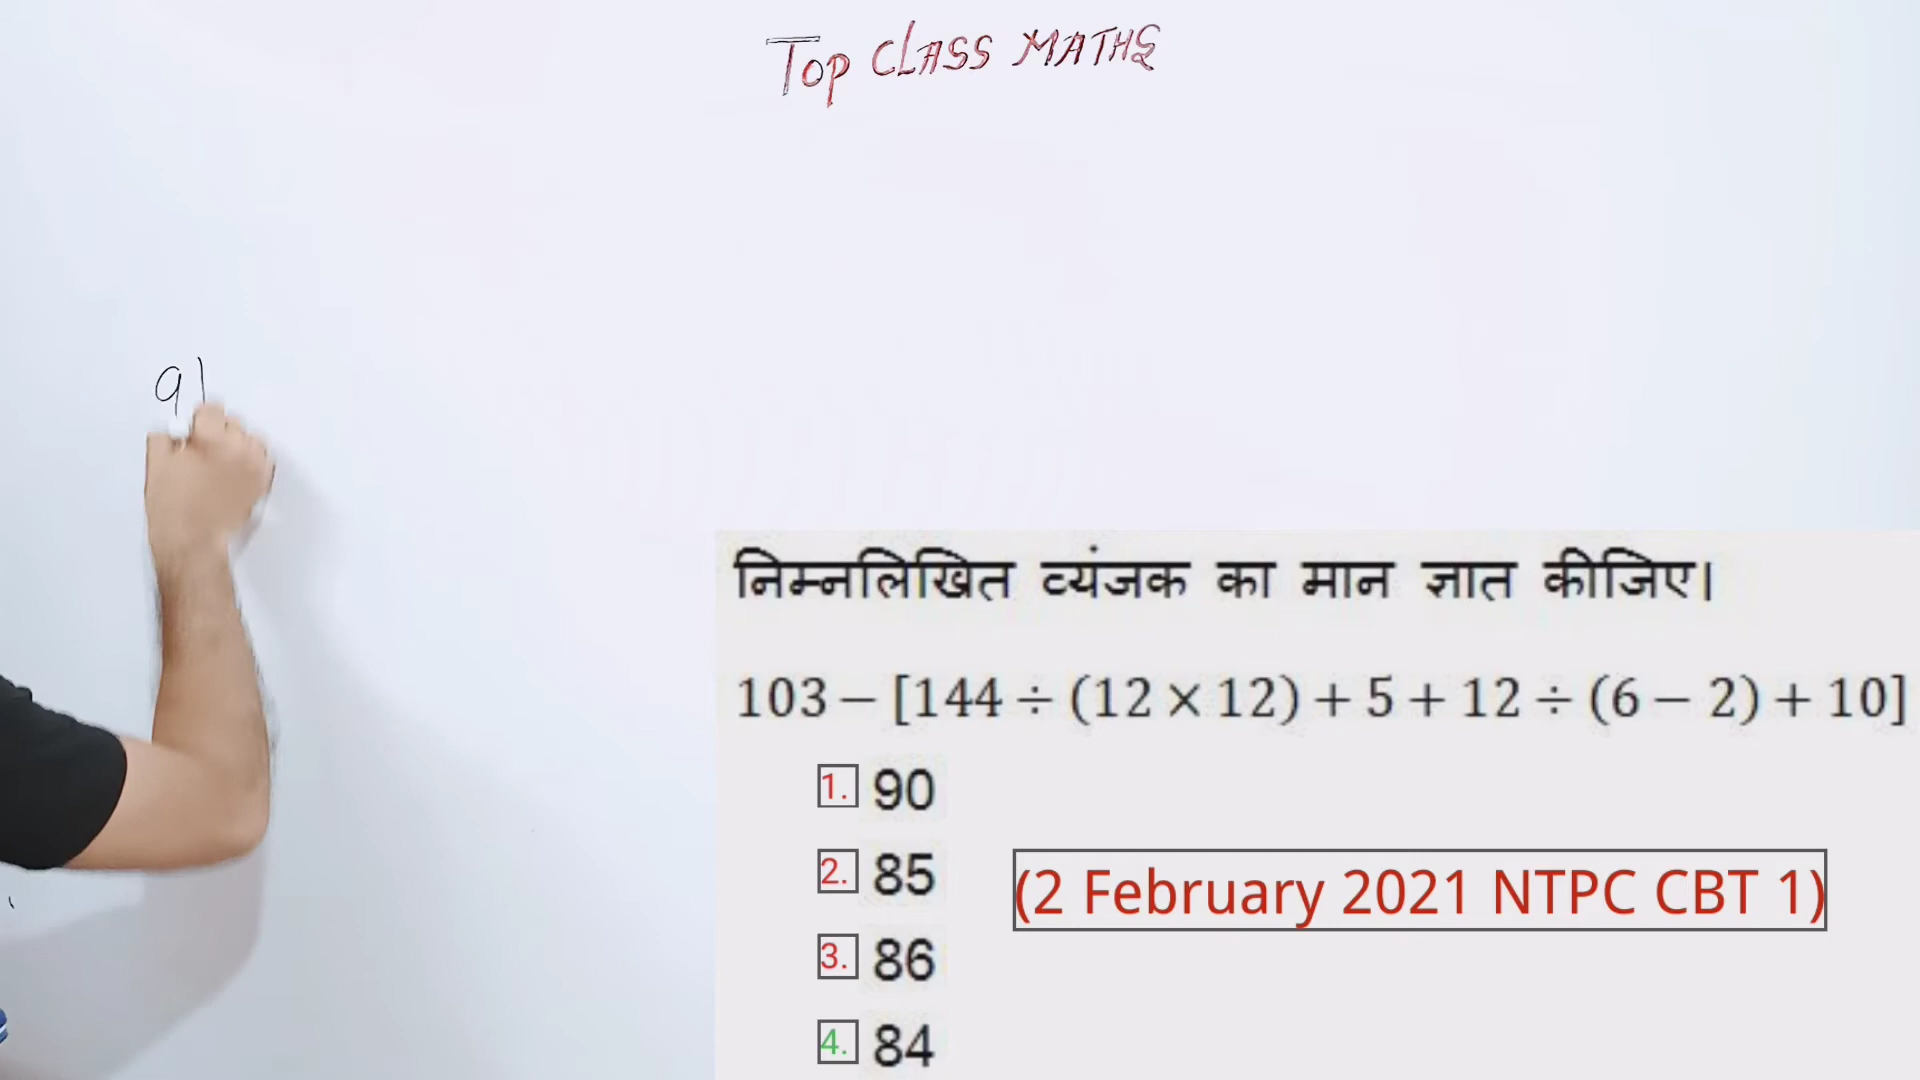 Top CLASS MATHS
91
निम्नलिखित व्यंजक का मान ज्ञात कीजिए।
103 − [144 ÷ (12 × 12) + 5 + 12 ÷ (6 − 2) + 10]
1. 90
2. 85
(2 February 2021 NTPC CBT 1)
3. 86
4. 84